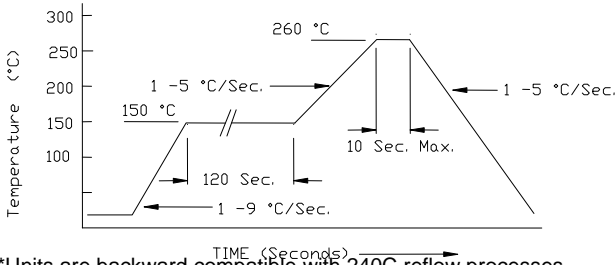 300
260 °C
250
1 -5 °C/Sec.
200
1 -5 °C/Sec.
150 °C
150
10 Sec. Max.
100
120 Sec.
1 -9 °C/Sec.
Temperature (°C)
TIME (Seconds)
*Units are backward compatible with 240C reflow processes